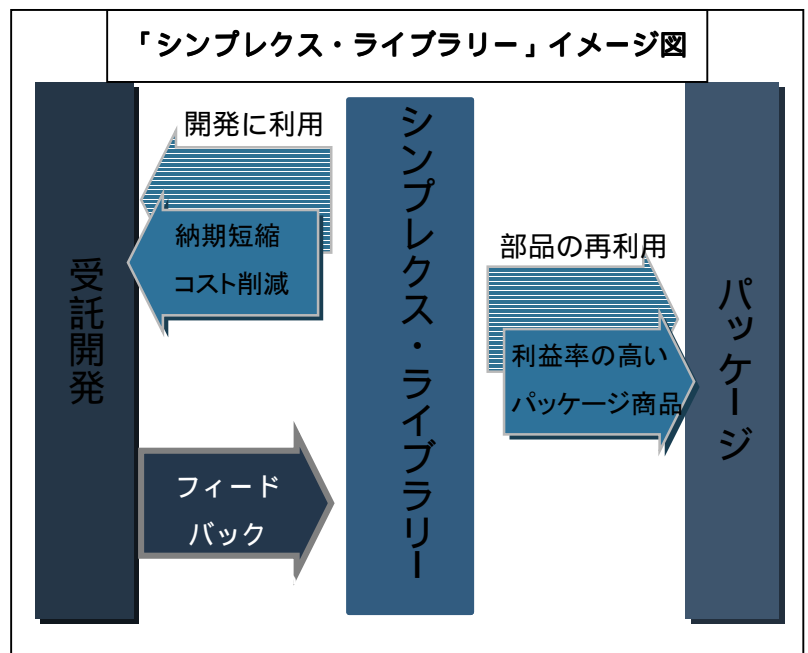 「シンプレクス・ライブラリー」イメージ図
開発に利用
納期短縮
コスト削減
受託開発
フィード
バック
シンプレクス・ライブラリー
部品の再利用
利益率の高い
パッケージ商品
パッケージ